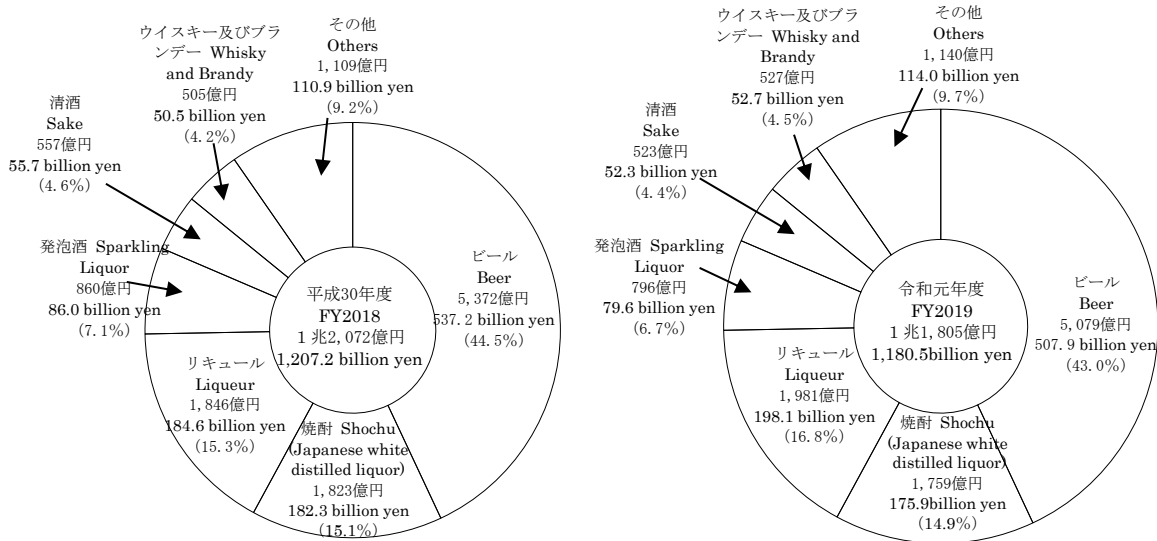 ウイスキー及びブラ
ンデー Whisky
and Brandy
505億円
50.5 billion yen
(4.2%)
その他
Others
1,109億円
110.9 billion yen
(9.2%)
清酒
Sake
557億円
55.7 billion yen
(4.6%)
発泡酒 Sparkling
Liquor
860億円
86.0 billion yen
(7.1%)
ビール
Beer
5,372億円
537.2 billion yen
(44.5%)
平成30年度
FY2018
1 兆2,072億円
1,207.2 billion yen
リキュール
Liqueur
1,846億円
184.6 billion yen
(15.3%)
焼酎 Shochu
(Japanese white
distilled liquor)
1,823億円
182.3 billion yen
(15.1%)
ウイスキー及びブラ
ンデー Whisky and
Brandy
527億円
52.7 billion yen
(4.5%)
その他
Others
1,140億円
114.0 billion yen
(9.7%)
清酒
Sake
523億円
52.3 billion yen
(4.4%)
発泡酒 Sparkling
Liquor
796億円
79.6 billion yen
(6.7%)
ビール
Beer
5,079億円
507.9 billion yen
(43.0%)
令和元年度
FY2019
1 兆1,805億円
1,180.5billion yen
リキュール
Liqueur
1,981億円
198.1 billion yen
(16.8%)
焼酎 Shochu
(Japanese white
distilled liquor)
1,759億円
175.9billion yen
(14.9%)